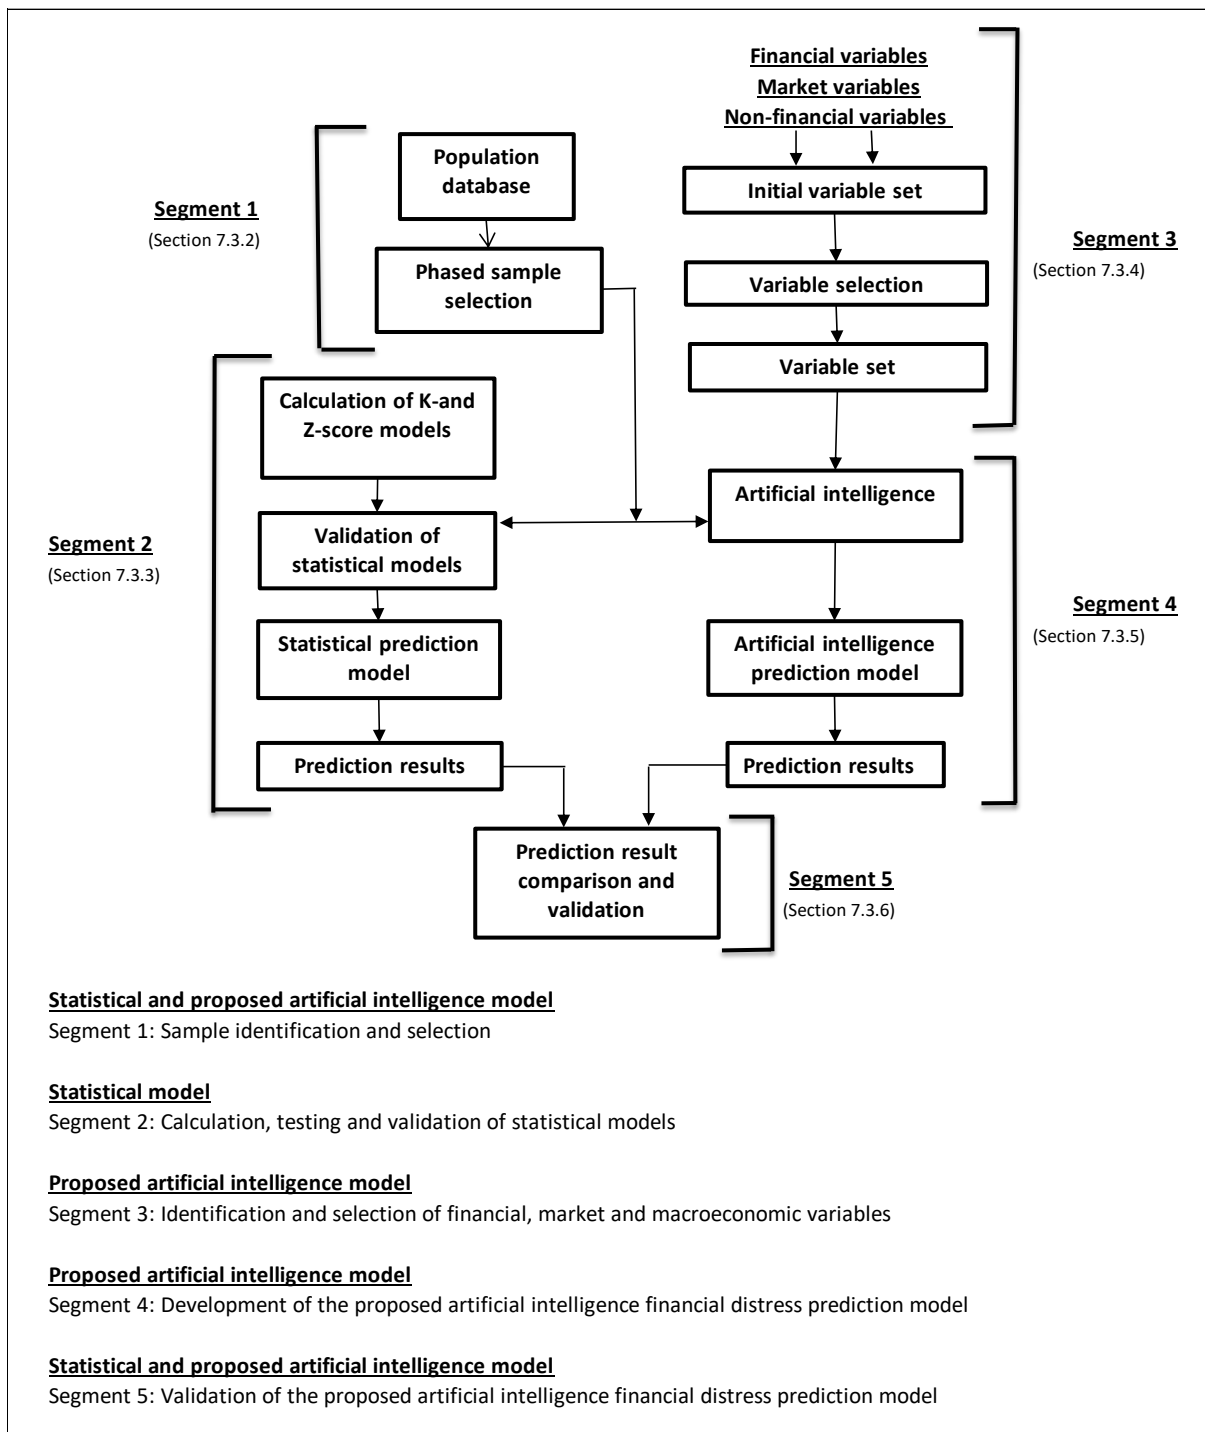 Financial variables
Market variables
Non-financial variables
Population
database
Initial variable set
Segment 1
(Section 7.3.2)
Segment 3
(Section 7.3.4)
Phased sample
selection
Variable selection
Variable set
Calculation of K-and
Z-score models
Artificial intelligence
Segment 2
(Section 7.3.3)
Validation of
statistical models
Segment 4
(Section 7.3.5)
Statistical prediction
model
Artificial intelligence
prediction model
Prediction results
Prediction results
Prediction result
comparison and
validation
Segment 5
(Section 7.3.6)
Statistical and proposed artificial intelligence model
Segment 1: Sample identification and selection
Statistical model
Segment 2: Calculation, testing and validation of statistical models
Proposed artificial intelligence model
Segment 3: Identification and selection of financial, market and macroeconomic variables
Proposed artificial intelligence model
Segment 4: Development of the proposed artificial intelligence financial distress prediction model
Statistical and proposed artificial intelligence model
Segment 5: Validation of the proposed artificial intelligence financial distress prediction model